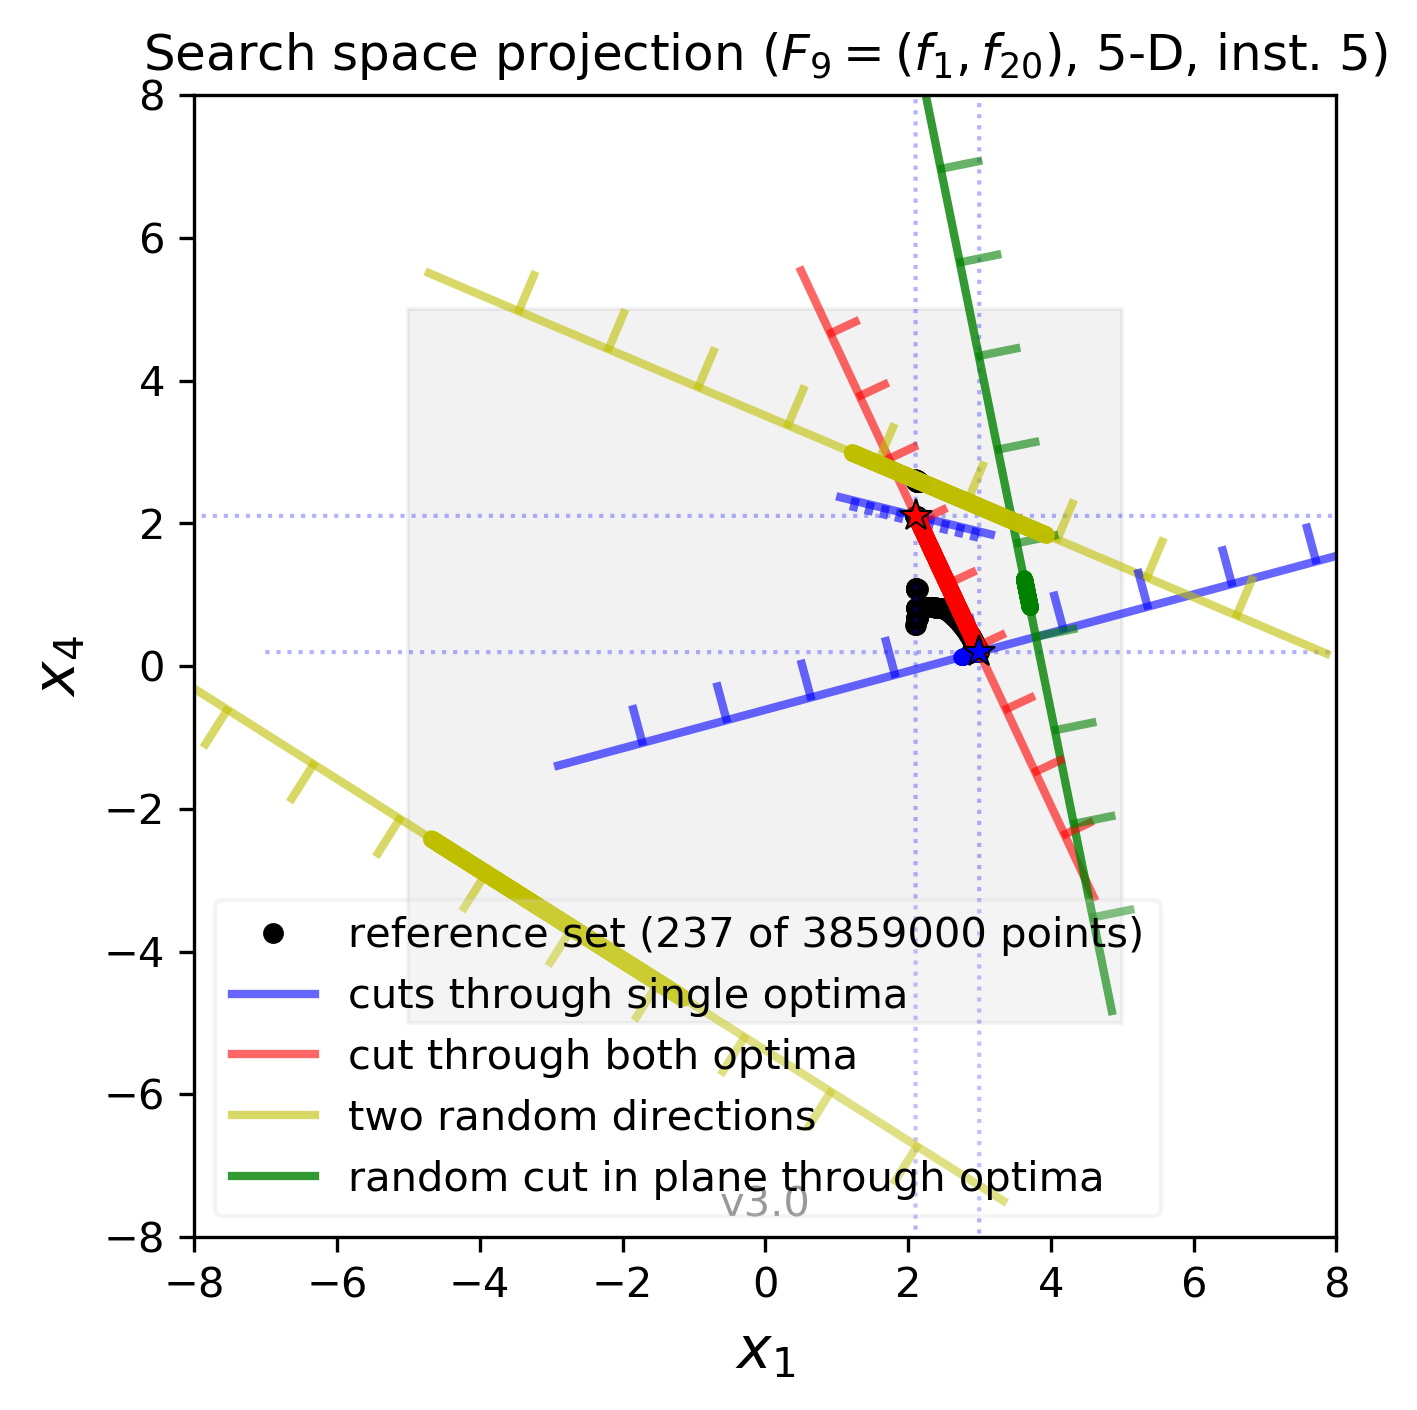 Search space projection (F₉ = (f₁, f₂₀), 5-D, inst. 5)
8
6
4
2
0
−2
−4
−6
−8
x₄
reference set (237 of 3859000 points)
cuts through single optima
cut through both optima
two random directions
random cut in plane through optima
v3.0
−8 −6 −4 −2 0 2 4 6 8
x₁